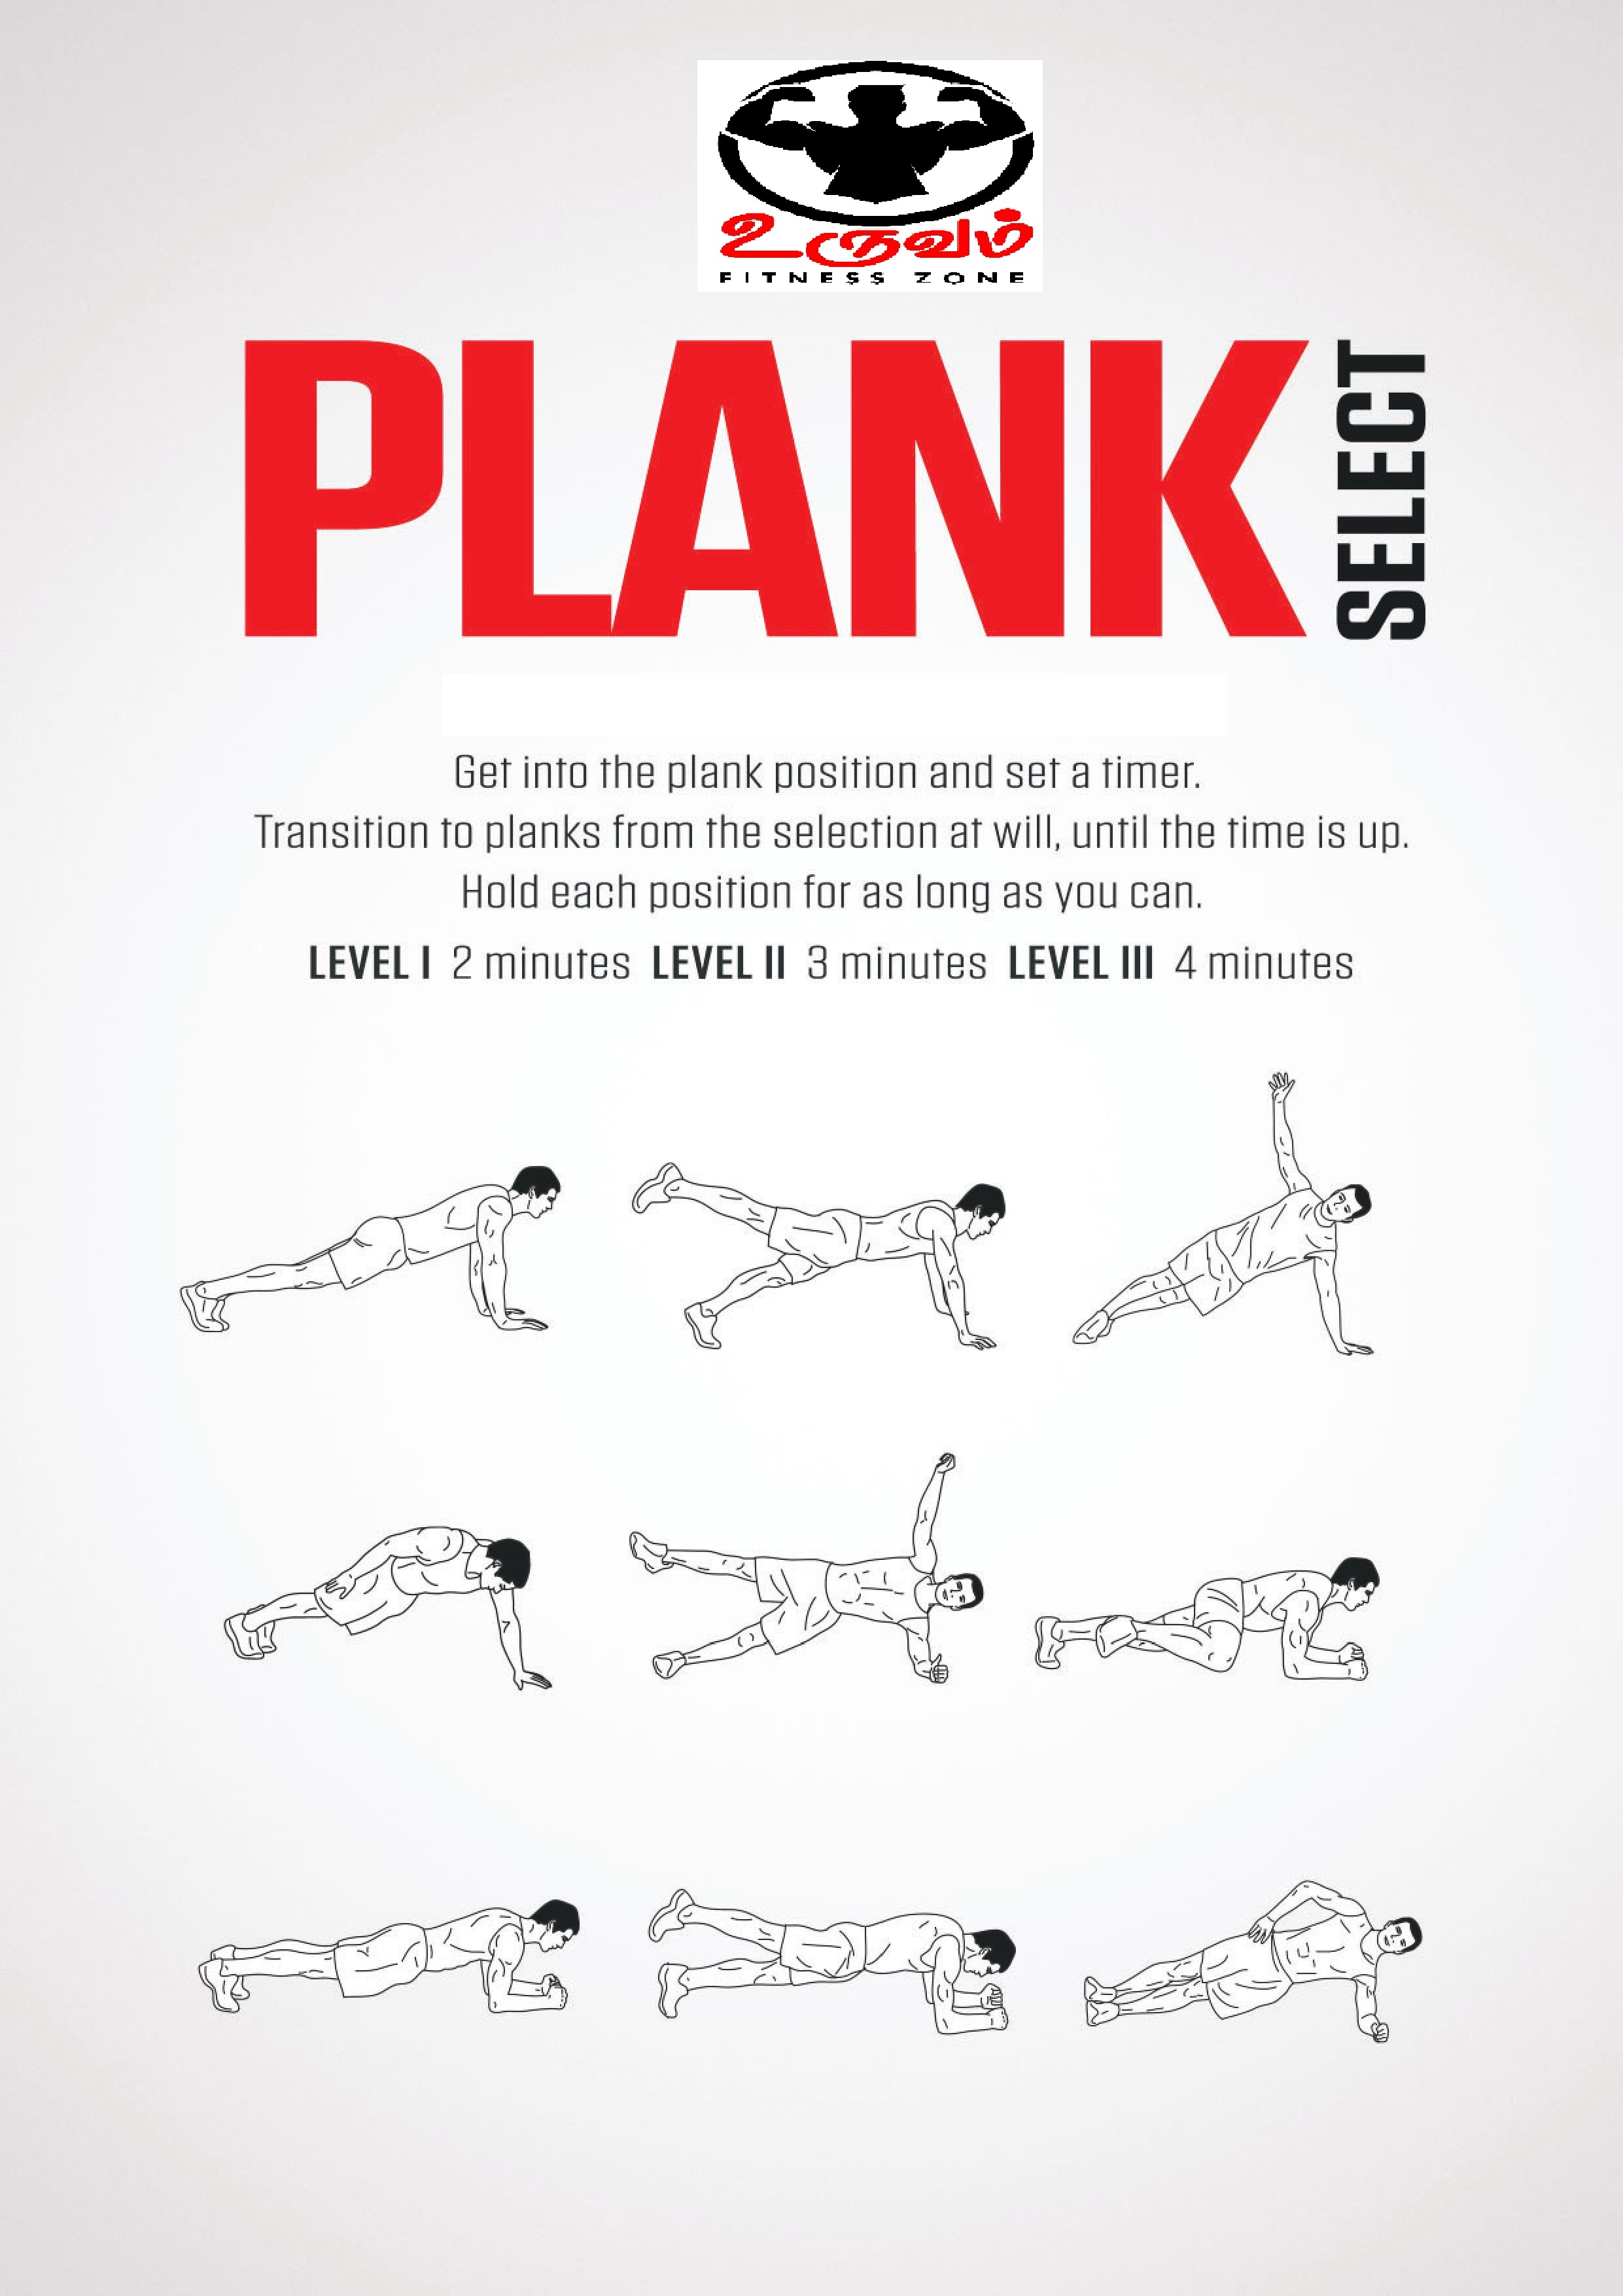 உருவம்
FITNESS ZONE
PLANK
SELECT
Get into the plank position and set a timer.
Transition to planks from the selection at will, until the time is up.
Hold each position for as long as you can.
LEVEL I 2 minutes LEVEL II 3 minutes LEVEL III 4 minutes